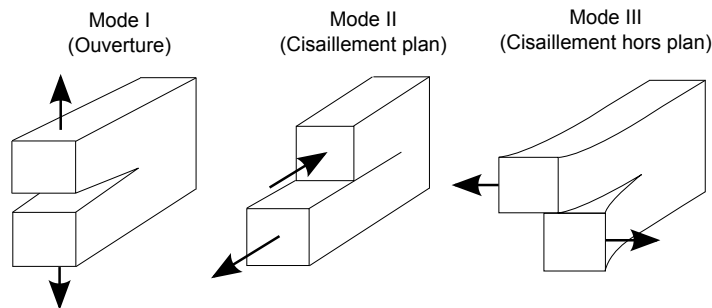 Mode I
(Ouverture)
Mode II
(Cisaillement plan)
Mode III
(Cisaillement hors plan)